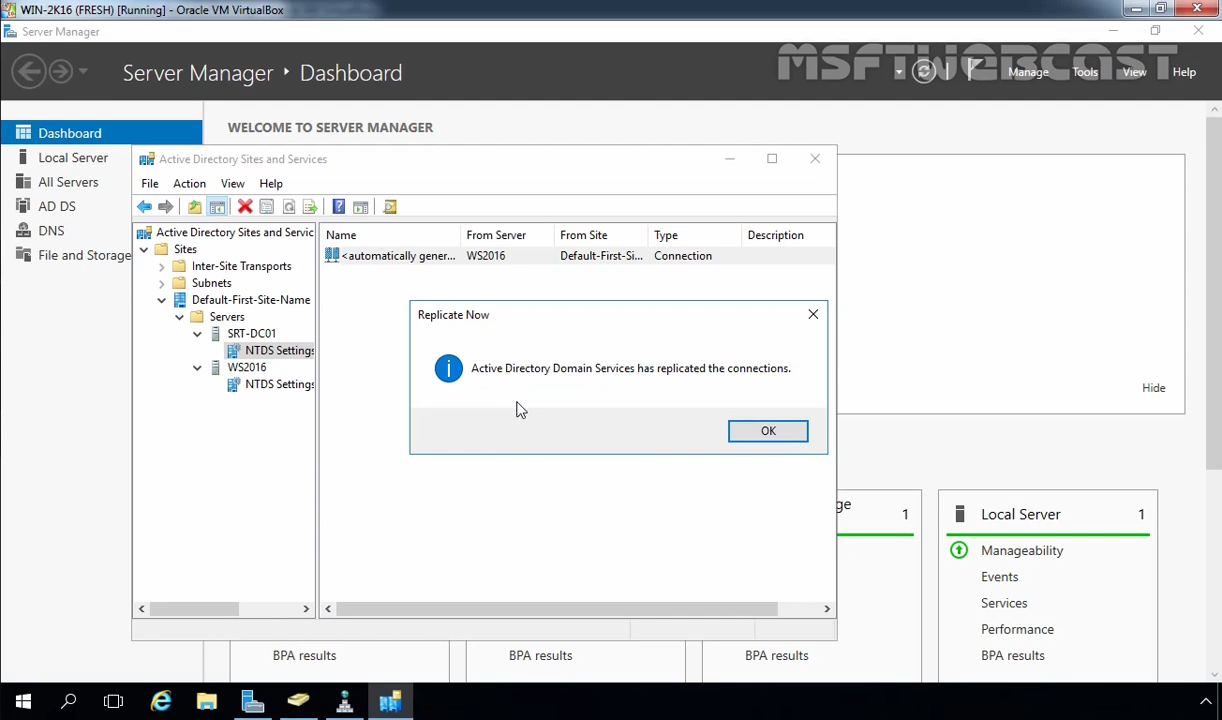 WIN-2K16 (FRESH) [Running] - Oracle VM VirtualBox
Server Manager
MSFTWEBCAST
Server Manager • Dashboard
Manage Tools View Help
Dashboard
Local Server
All Servers
AD DS
DNS
File and Storage
WELCOME TO SERVER MANAGER
Active Directory Sites and Services
File Action View Help
Active Directory Sites and Servic
Sites
Inter-Site Transports
Subnets
Default-First-Site-Name
Servers
SRT-DC01
NTDS Settings
WS2016
NTDS Settings
Name From Server From Site Type Description
<automatically gener... WS2016 Default-First-Si... Connection
Replicate Now
Active Directory Domain Services has replicated the connections.
OK
Hide
ge 1
Local Server 1
Manageability
Events
Services
Performance
BPA results
BPA results
BPA results
BPA results